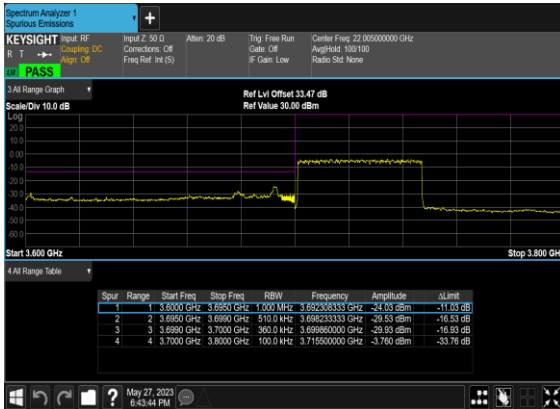 Spectrum Analyzer 1
Spurious Emissions
KEYSIGHT Input: RF Input Z: 50 Ω Atten: 20 dB Trig: Free Run Center Freq: 22.005000000 GHz
R T Coupling: DC Corrections: Off Gate: Off Avg|Hold: 100/100
Align: Off Freq Ref: Int (S) IF Gain: Low Radio Std: None
PASS
3 All Range Graph
Ref Lvl Offset 33.47 dB
Scale/Div 10.0 dB Ref Value 30.00 dBm
Log
20.0
10.0
0.00
-10.0
-20.0
-30.0
-40.0
-50.0
-60.0
Start 3.600 GHz Stop 3.800 GH
4 All Range Table
Spur Range Start Freq Stop Freq RBW Frequency Amplitude ΔLimit
1 1 3.6000 GHz 3.6950 GHz 1.000 MHz 3.692308333 GHz -24.03 dBm -11.03 dB
2 2 3.6950 GHz 3.6990 GHz 510.0 kHz 3.698233333 GHz -29.53 dBm -16.53 dB
3 3 3.6990 GHz 3.7000 GHz 360.0 kHz 3.699860000 GHz -29.93 dBm -16.93 dB
4 4 3.7000 GHz 3.8000 GHz 100.0 kHz 3.715500000 GHz -3.760 dBm -33.76 dB
May 27, 2023
6:43:44 PM